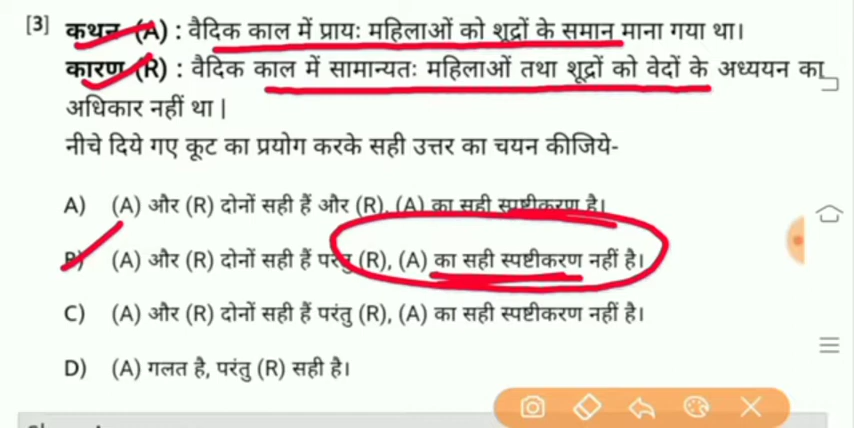 [3] कथन (A) : वैदिक काल में प्रायः महिलाओं को शूद्रों के समान माना गया था।
कारण (R) : वैदिक काल में सामान्यतः महिलाओं तथा शूद्रों को वेदों के अध्ययन का
अधिकार नहीं था |
नीचे दिये गए कूट का प्रयोग करके सही उत्तर का चयन कीजिये-
A) (A) और (R) दोनों सही हैं और (R), (A) का सही स्पष्टीकरण है।
B) (A) और (R) दोनों सही हैं परंतु (R), (A) का सही स्पष्टीकरण नहीं है।
C) (A) और (R) दोनों सही हैं परंतु (R), (A) का सही स्पष्टीकरण नहीं है।
D) (A) गलत है, परंतु (R) सही है।